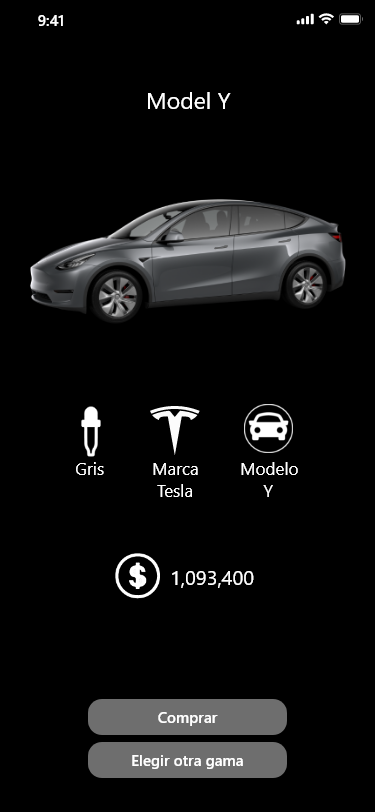 9:41
Model Y
Gris
Marca
Tesla
Modelo
Y
$ 1,093,400
Comprar
Elegir otra gama